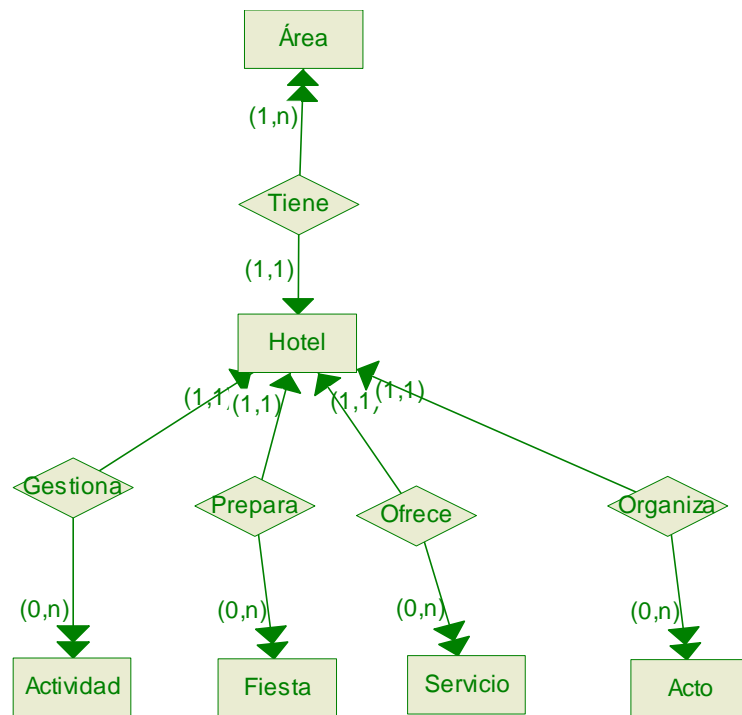 Área
(1,n)
Tiene
(1,1)
Hotel
(1,1)
(1,1)
(1,1)
(1,1)
Gestiona
Prepara
Ofrece
Organiza
(0,n)
(0,n)
(0,n)
(0,n)
Actividad
Fiesta
Servicio
Acto